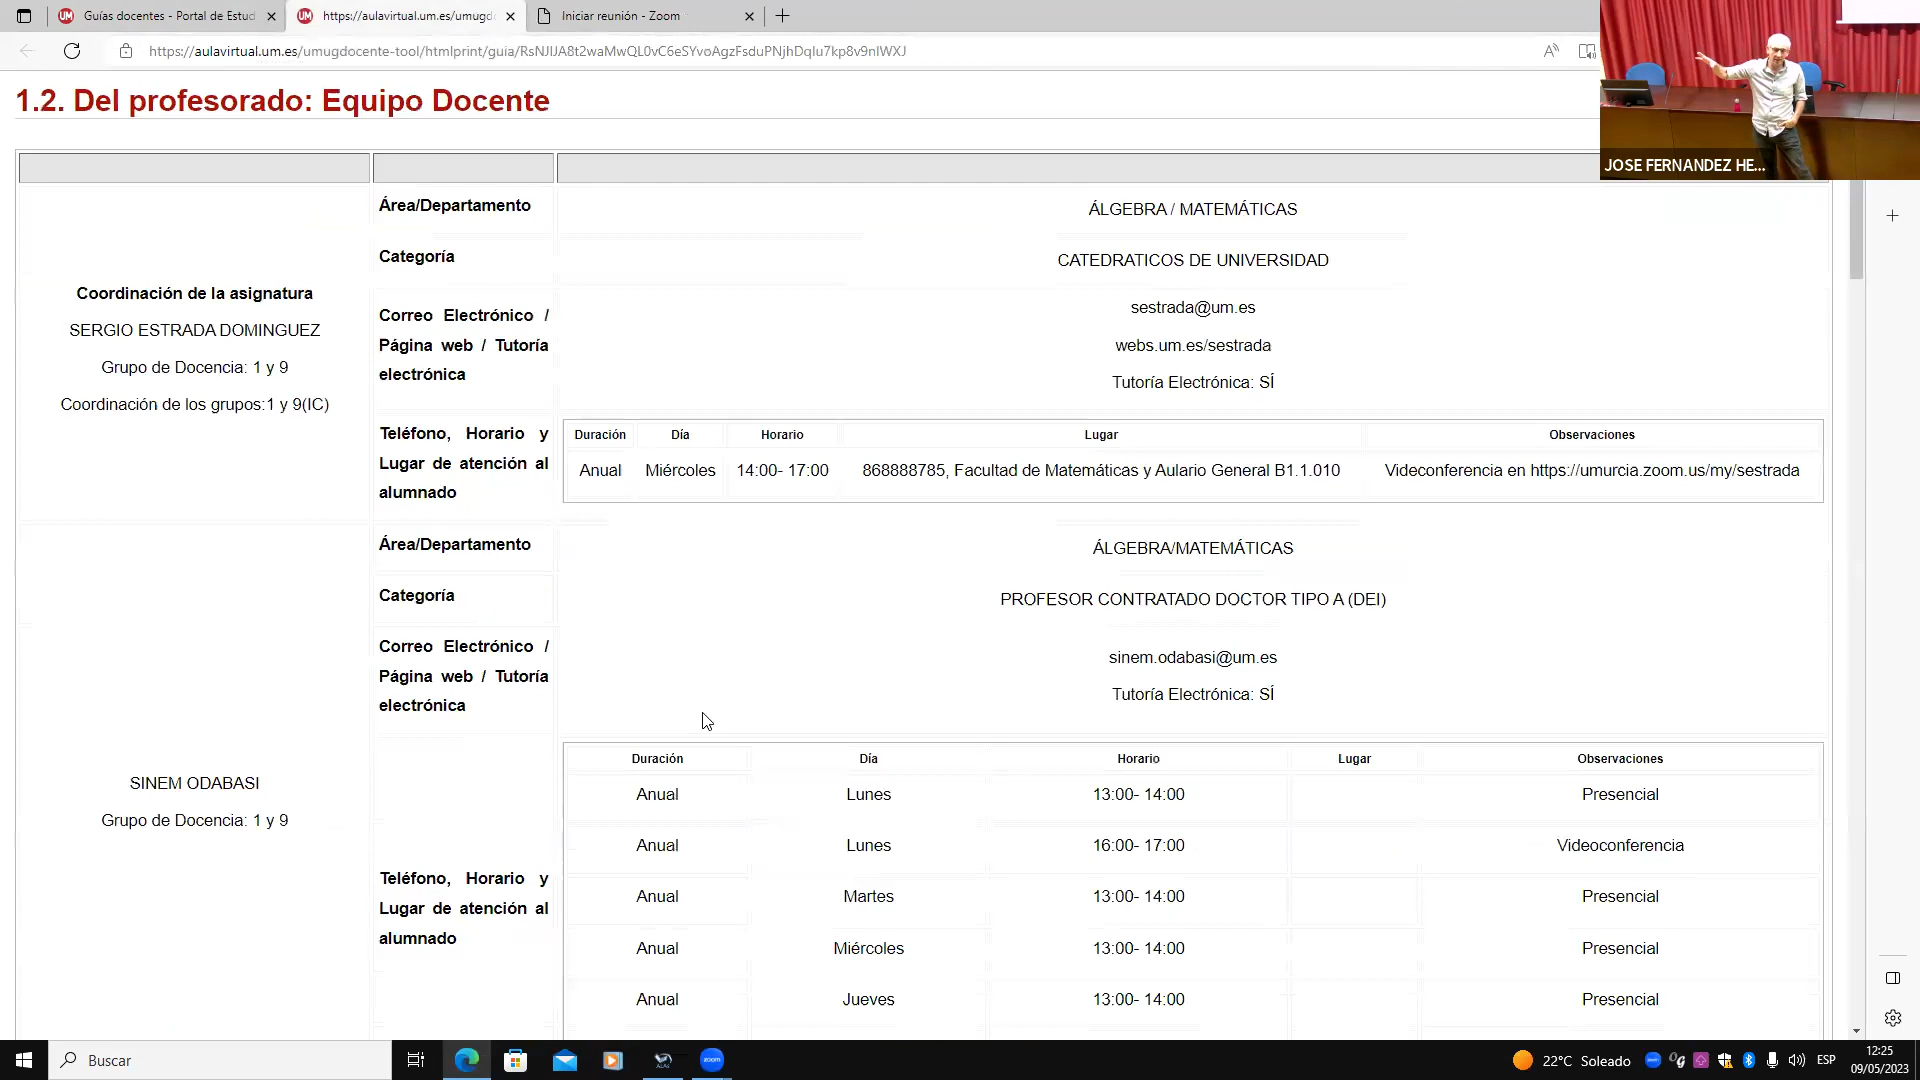 Guías docentes - Portal de Estud
https://aulavirtual.um.es/umugd
Iniciar reunión - Zoom
https://aulavirtual.um.es/umugdocente-tool/htmlprint/guia/RsNJIJA8t2waMwQL0vC6eSYvoAgzFsduPNjhDqlu7kp8v9nIWXJ
JOSE FERNANDEZ HE...
1.2. Del profesorado: Equipo Docente
Coordinación de la asignatura
SERGIO ESTRADA DOMINGUEZ
Grupo de Docencia: 1 y 9
Coordinación de los grupos:1 y 9(IC)
Área/Departamento
ÁLGEBRA / MATEMÁTICAS
Categoría
CATEDRATICOS DE UNIVERSIDAD
Correo Electrónico /
Página web / Tutoría
electrónica
sestrada@um.es
webs.um.es/sestrada
Tutoría Electrónica: SÍ
Teléfono, Horario y
Lugar de atención al
alumnado
Duración Día Horario Lugar Observaciones
Anual Miércoles 14:00- 17:00 868888785, Facultad de Matemáticas y Aulario General B1.1.010 Videoconferencia en https://umurcia.zoom.us/my/sestrada
SINEM ODABASI
Grupo de Docencia: 1 y 9
Área/Departamento
ÁLGEBRA/MATEMÁTICAS
Categoría
PROFESOR CONTRATADO DOCTOR TIPO A (DEI)
Correo Electrónico /
Página web / Tutoría
electrónica
sinem.odabasi@um.es
Tutoría Electrónica: SÍ
Teléfono, Horario y
Lugar de atención al
alumnado
Duración Día Horario Lugar Observaciones
Anual Lunes 13:00- 14:00 Presencial
Anual Lunes 16:00- 17:00 Videoconferencia
Anual Martes 13:00- 14:00 Presencial
Anual Miércoles 13:00- 14:00 Presencial
Anual Jueves 13:00- 14:00 Presencial
Buscar
22°C Soleado
ESP
12:25
09/05/2023